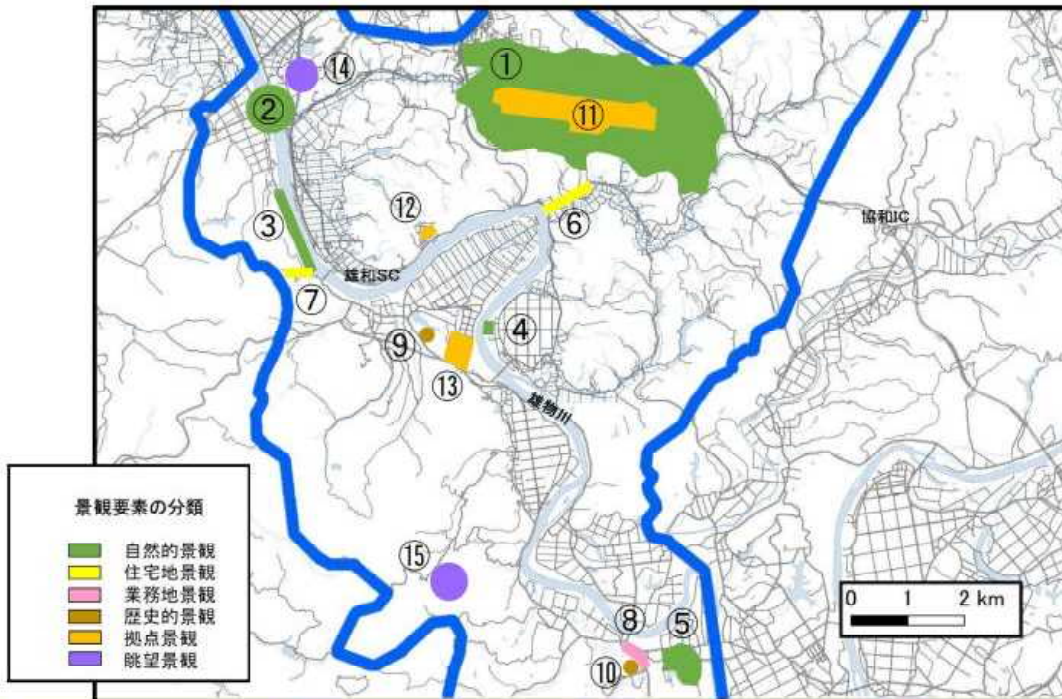 ⑭
①
②
⑪
⑫
⑥
協和IC
③
雄和SC
⑦
④
⑨
⑬
雄物川
景観要素の分類
自然的景観
住宅地景観
業務地景観
歴史的景観
拠点景観
眺望景観
⑮
0 1 2 km
⑧
⑤
⑩